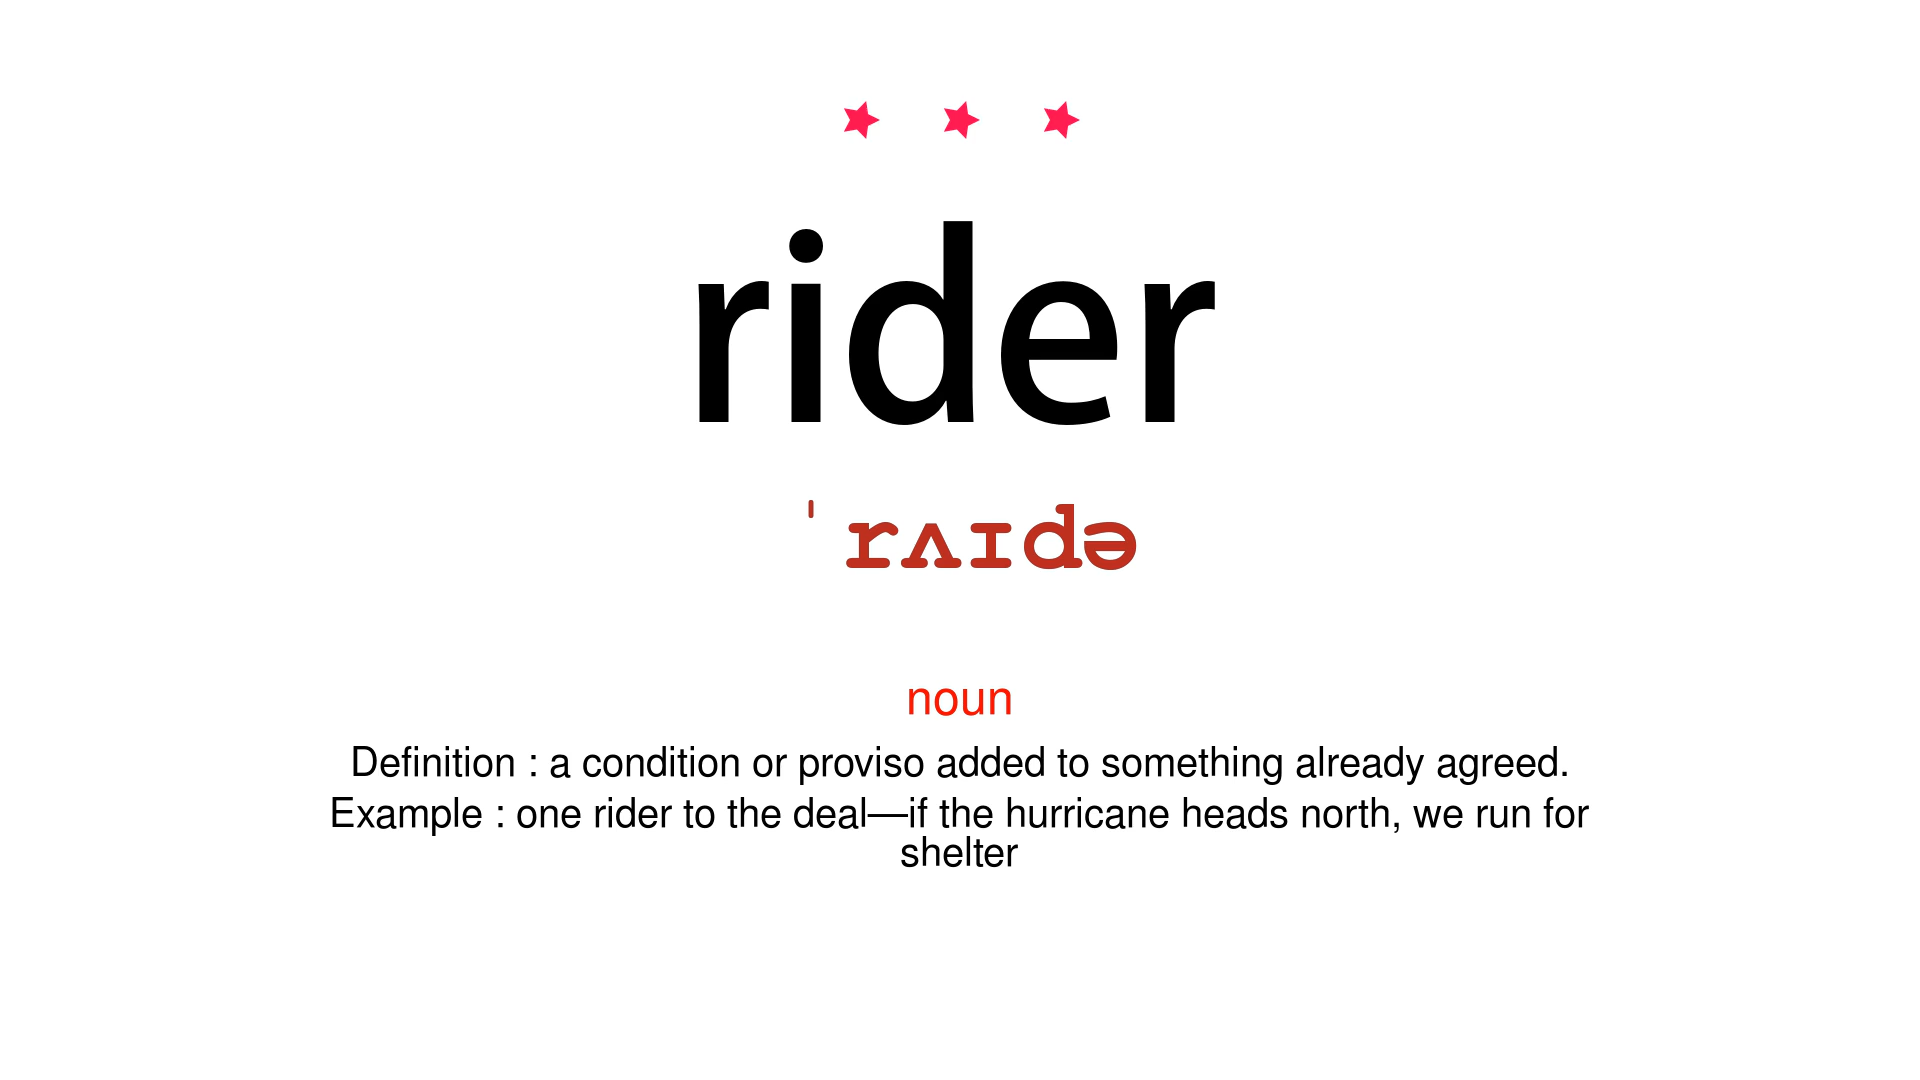 rider
ˈrʌɪdə
noun
Definition : a condition or proviso added to something already agreed.
Example : one rider to the deal—if the hurricane heads north, we run for
shelter